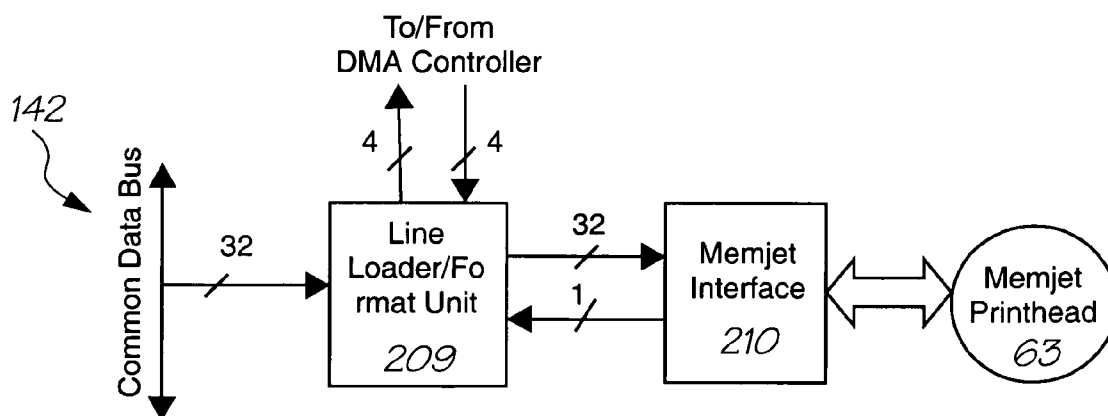 To/From
DMA Controller
142
4
4
Common Data Bus
32
Line
Loader/Fo
rmat Unit
209
32
1
Memjet
Interface
210
Memjet
Printhead
63